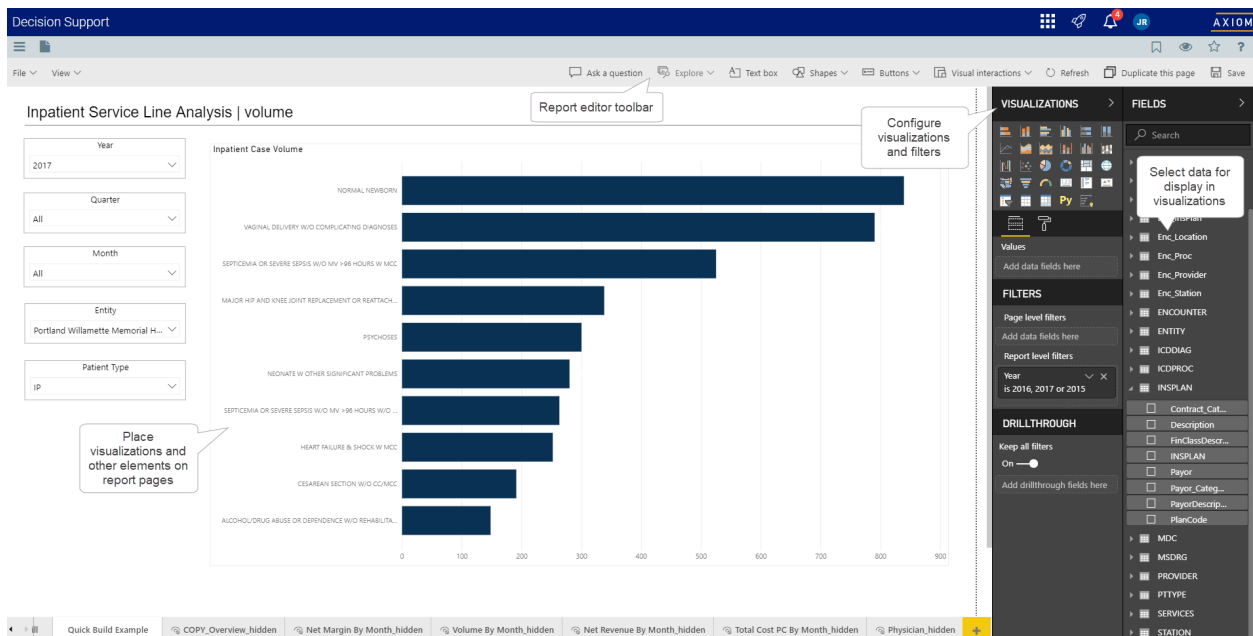 Decision Support
4
JR
AXIOM
?
File
View
Ask a question
Explore
Text box
Shapes
Buttons
Visual interactions
Refresh
Duplicate this page
Save
Report editor toolbar
Inpatient Service Line Analysis | volume
Year
2017
Quarter
All
Month
All
Entity
Portland Willamette Memorial H...
Patient Type
IP
Place
visualizations and
other elements on
report pages
Inpatient Case Volume
NORMAL NEWBORN
VAGINAL DELIVERY W/O COMPLICATING DIAGNOSES
SEPTICEMIA OR SEVERE SEPSIS W/O MV >96 HOURS W MCC
MAJOR HIP AND KNEE JOINT REPLACEMENT OR REATTACH...
PSYCHOSES
NEONATE W OTHER SIGNIFICANT PROBLEMS
SEPTICEMIA OR SEVERE SEPSIS W/O MV >96 HOURS W/O ...
HEART FAILURE & SHOCK W MCC
CESAREAN SECTION W/O CC/MCC
ALCOHOL/DRUG ABUSE OR DEPENDENCE W/O REHABILITA...
0 100 200 300 400 500 600 700 800 900
Configure
visualizations
and filters
VISUALIZATIONS
Py
Values
Add data fields here
FILTERS
Page level filters
Add data fields here
Report level filters
Year
is 2016, 2017 or 2015
DRILLTHROUGH
Keep all filters
On
Add drillthrough fields here
FIELDS
Search
Select data for
display in
visualizations
Enc_Location
Enc_Proc
Enc_Provider
Enc_Station
ENCOUNTER
ENTITY
ICDDIAG
ICDPROC
INSPLAN
Contract_Cat...
Description
FinClassDescr...
INSPLAN
Payor
Payor_Categ...
PayorDescrip...
PlanCode
MDC
MSDRG
PROVIDER
PTTYPE
SERVICES
STATION
Quick Build Example
COPY_Overview_hidden
Net Margin By Month_hidden
Volume By Month_hidden
Net Revenue By Month_hidden
Total Cost PC By Month_hidden
Physician_hidden
+